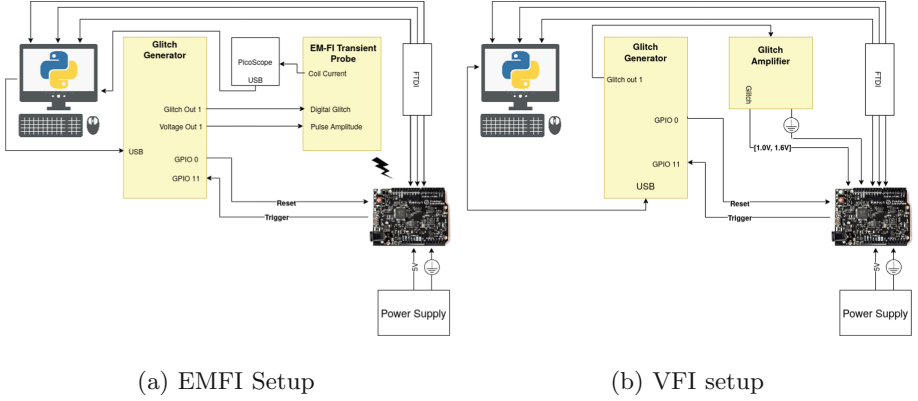 Glitch
Generator
EM-FI Transient
Probe
PicoScope
USB
Coil Current
FTDI
Glitch Out 1
Digital Glitch
Voltage Out 1
Pulse Amplitude
USB
GPIO 0
GPIO 11
Reset
Trigger
5V
Power Supply
(a) EMFI Setup
Glitch
Generator
Glitch
Amplifier
Glitch out 1
FTDI
Glitch
GPIO 0
[1.0V, 1.6V]
GPIO 11
USB
Reset
Trigger
5V
Power Supply
(b) VFI setup